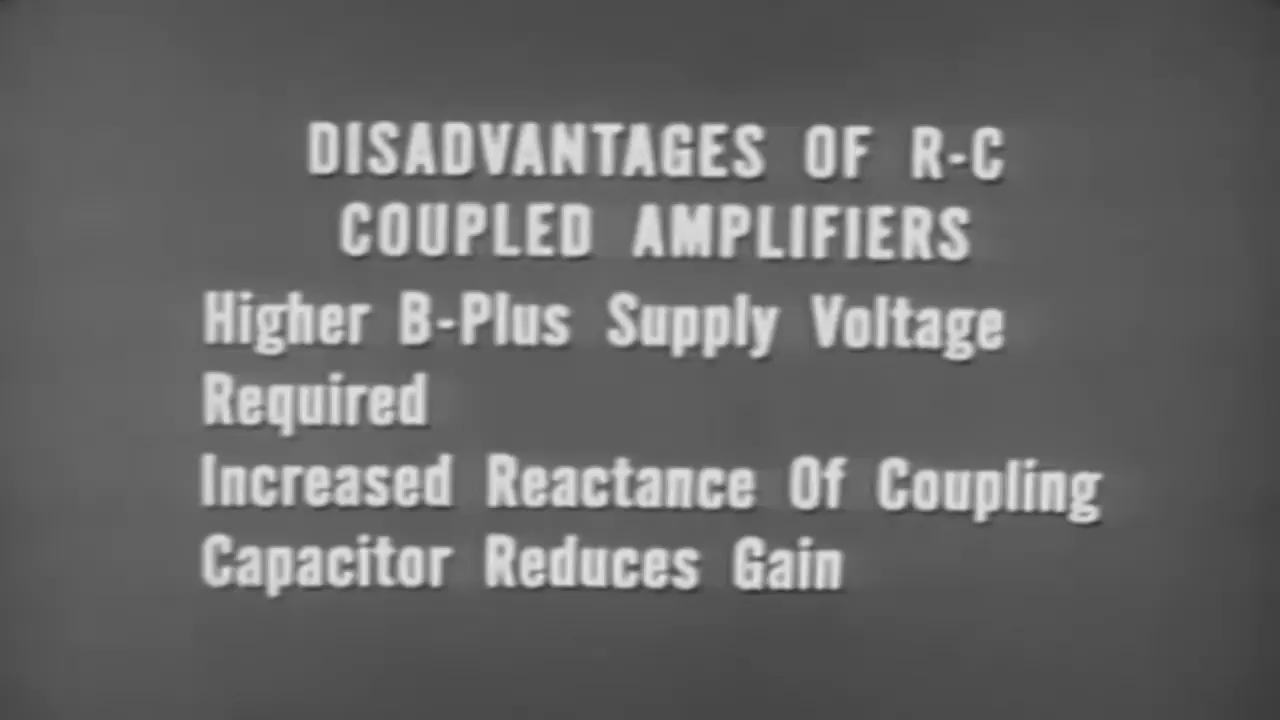 DISADVANTAGES OF R-C
COUPLED AMPLIFIERS
Higher B-Plus Supply Voltage
Required
Increased Reactance Of Coupling
Capacitor Reduces Gain